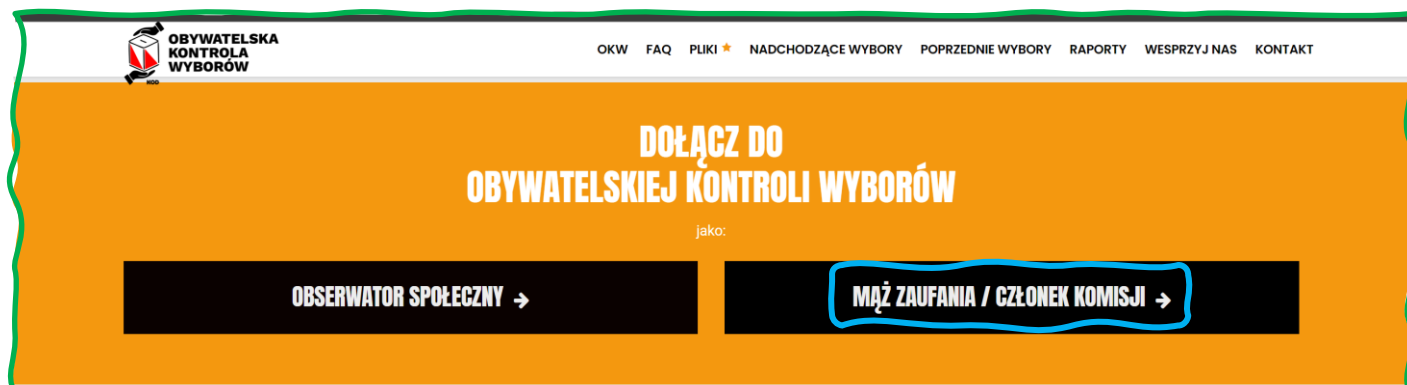 OBYWATELSKA
KONTROLA
WYBORÓW
KOD
OKW FAQ PLIKI NADCHODZĄCE WYBORY POPRZEDNIE WYBORY RAPORTY WESPRZYJ NAS KONTAKT
DOŁĄCZ DO
OBYWATELSKIEJ KONTROLI WYBORÓW
jako:
OBSERWATOR SPOŁECZNY →
MĄŻ ZAUFANIA / CZŁONEK KOMISJI →